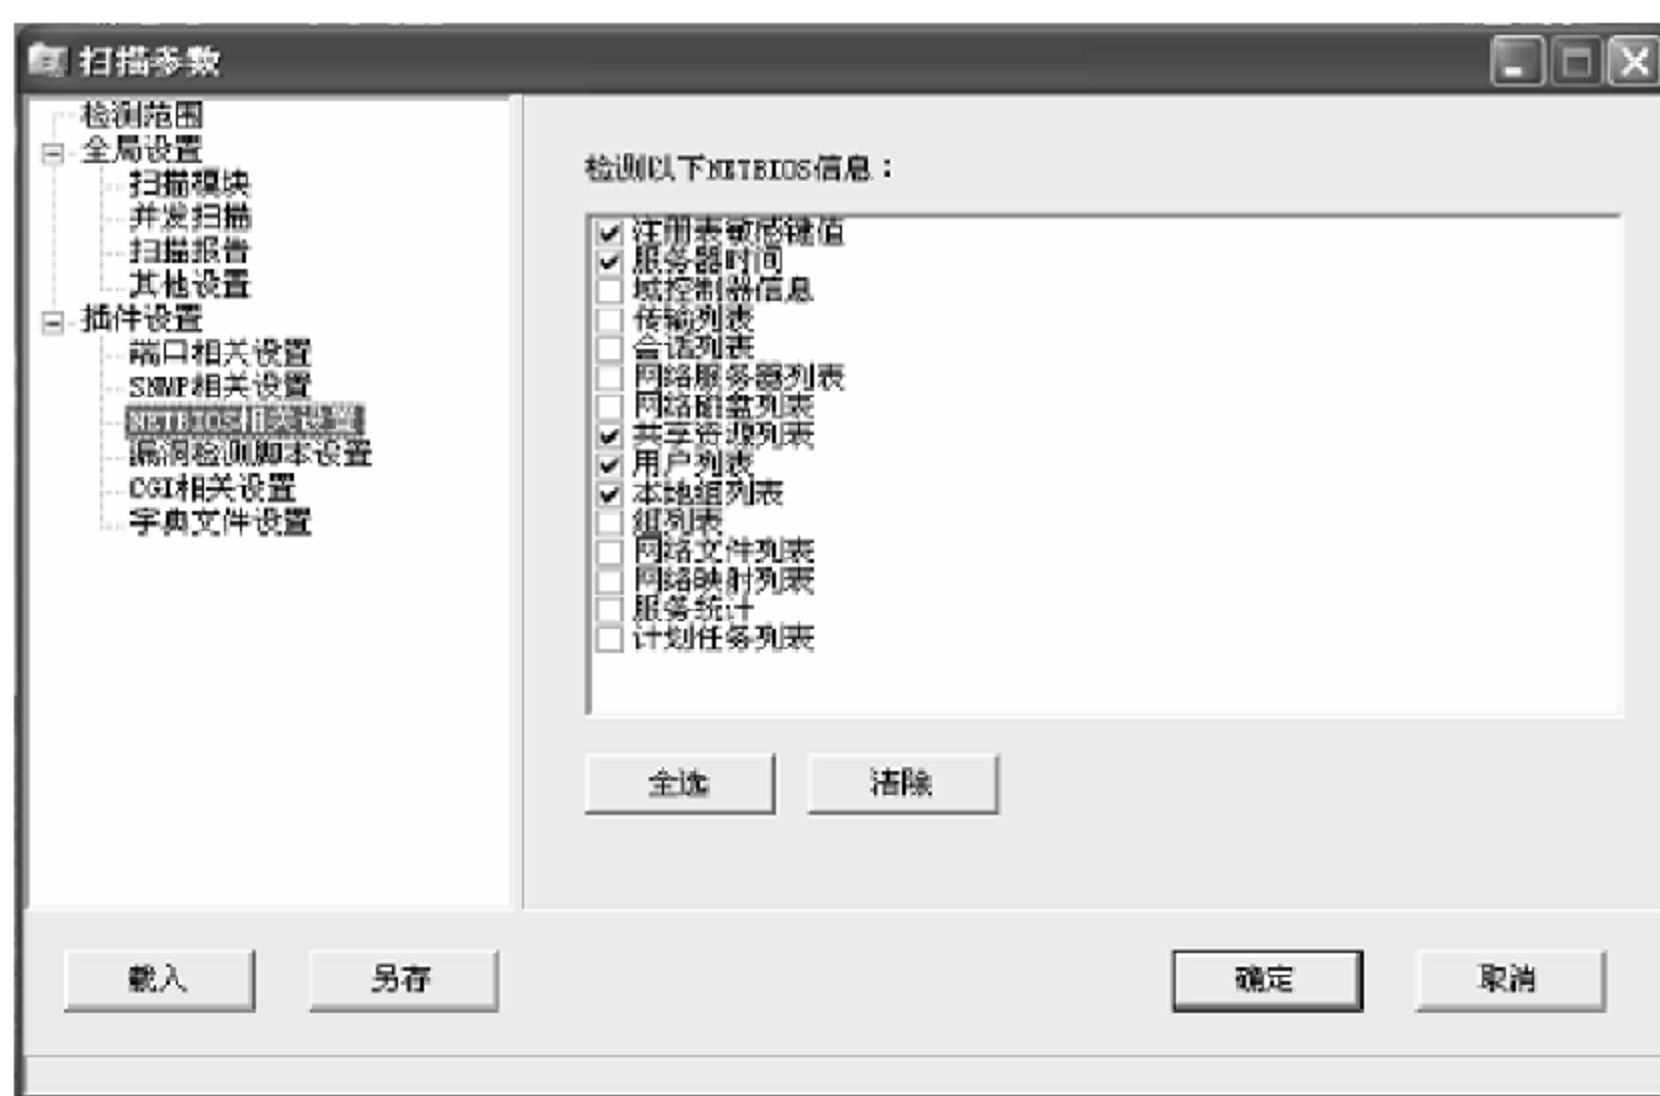 扫描参数
检测范围
全局设置
扫描模块
并发扫描
扫描报告
其他设置
插件设置
端口相关设置
SNMP相关设置
NETBIOS相关设置
漏洞检测脚本设置
CGI相关设置
字典文件设置
检测以下NETBIOS信息：
注册表敏感键值
服务器时间
域控制器信息
传输列表
会话列表
网络服务器列表
网络磁盘列表
共享资源列表
用户列表
本地组列表
组列表
网络文件列表
网络映射列表
服务统计
计划任务列表
全选 清除
载入 另存 确定 取消